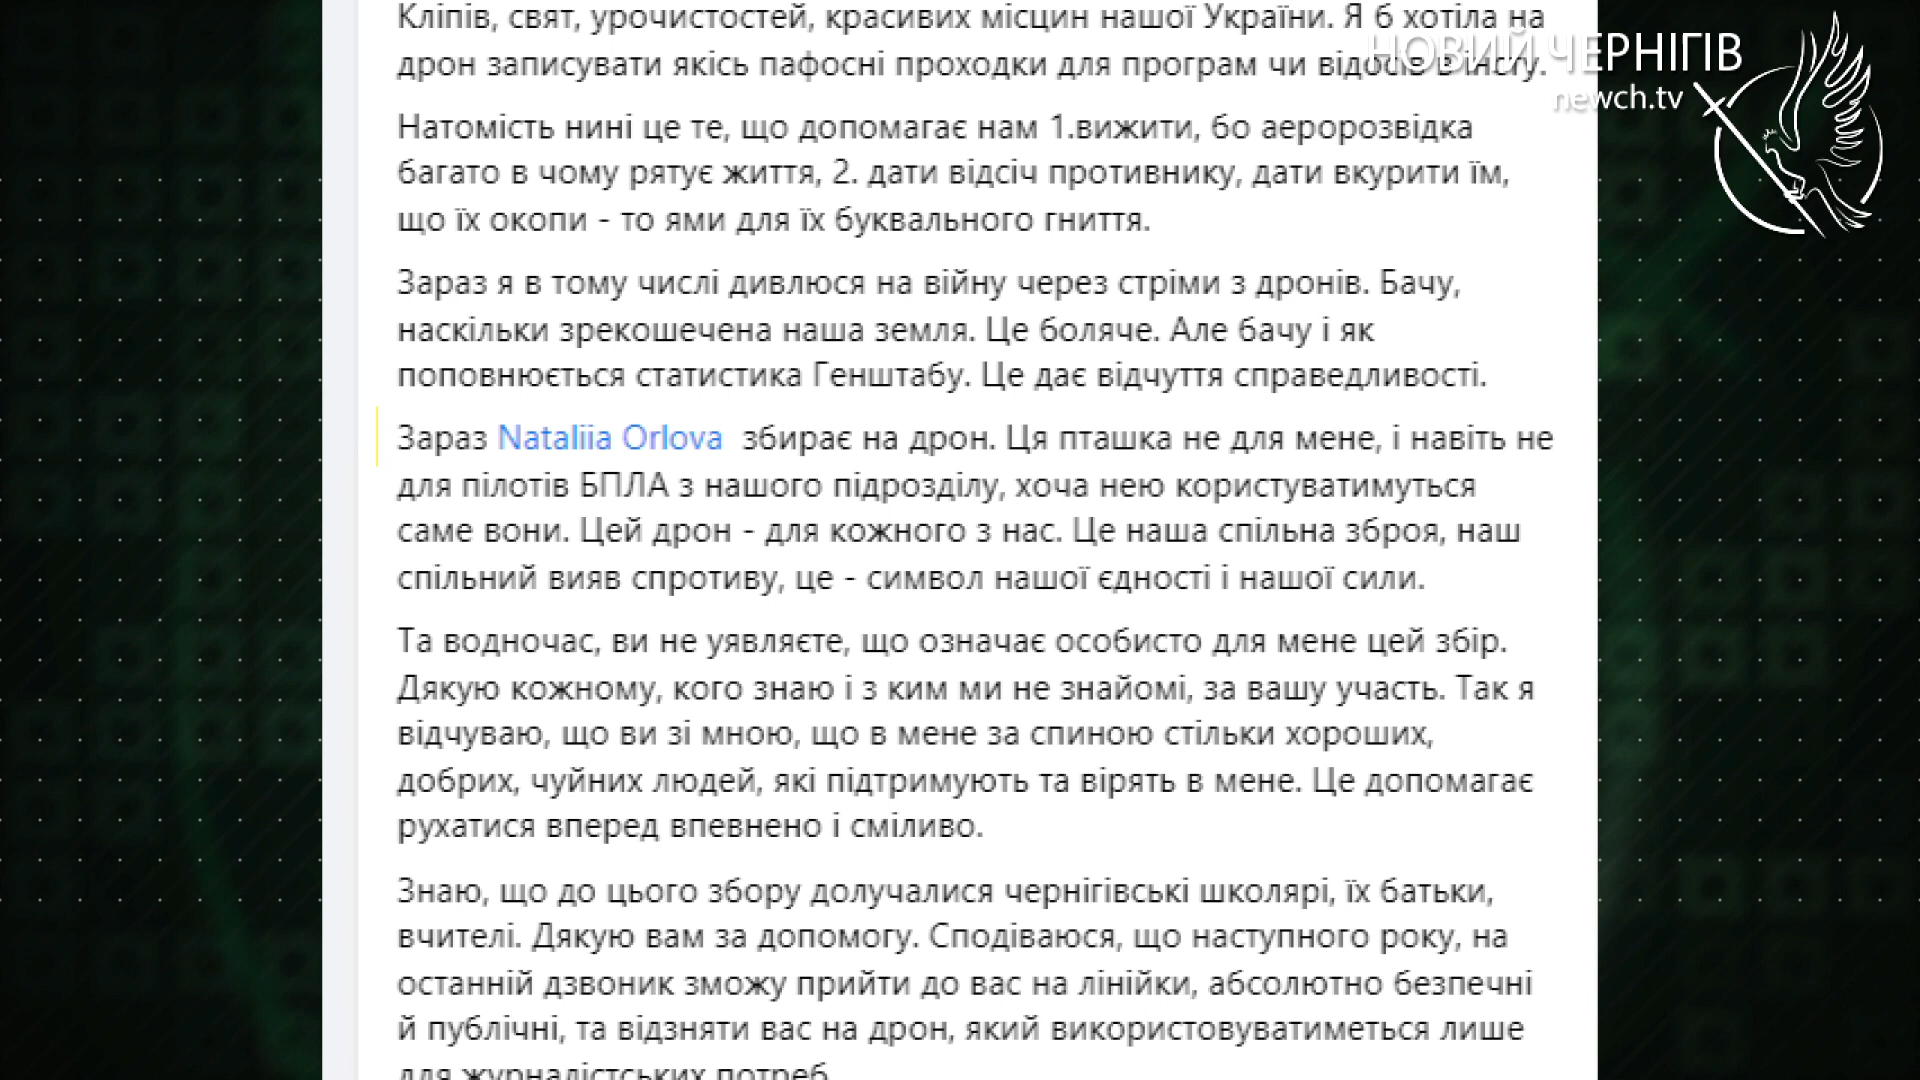 Кліпів, свят, урочистостей, красивих місцин нашої України. Я б хотіла на
дрон записувати якісь пафосні проходки для програм чи відосів в інсту.
НОВИЙ ЧЕРНІГІВ
newch.tv
Натомість нині це те, що допомагає нам 1.вижити, бо аеророзвідка
багато в чому рятує життя, 2. дати відсіч противнику, дати вкурити їм,
що їх окопи - то ями для їх буквального гниття.
Зараз я в тому числі дивлюся на війну через стріми з дронів. Бачу,
наскільки зрекошечена наша земля. Це боляче. Але бачу і як
поповнюється статистика Генштабу. Це дає відчуття справедливості.
Зараз Nataliia Orlova збирає на дрон. Ця пташка не для мене, і навіть не
для пілотів БПЛА з нашого підрозділу, хоча нею користуватимуться
саме вони. Цей дрон - для кожного з нас. Це наша спільна зброя, наш
спільний вияв спротиву, це - символ нашої єдності і нашої сили.
Та водночас, ви не уявляєте, що означає особисто для мене цей збір.
Дякую кожному, кого знаю і з ким ми не знайомі, за вашу участь. Так я
відчуваю, що ви зі мною, що в мене за спиною стільки хороших,
добрих, чуйних людей, які підтримують та вірять в мене. Це допомагає
рухатися вперед впевнено і сміливо.
Знаю, що до цього збору долучалися чернігівські школярі, їх батьки,
вчителі. Дякую вам за допомогу. Сподіваюся, що наступного року, на
останній дзвоник зможу прийти до вас на лінійки, абсолютно безпечні
й публічні, та відзняти вас на дрон, який використовуватиметься лише
для журналістських потреб.